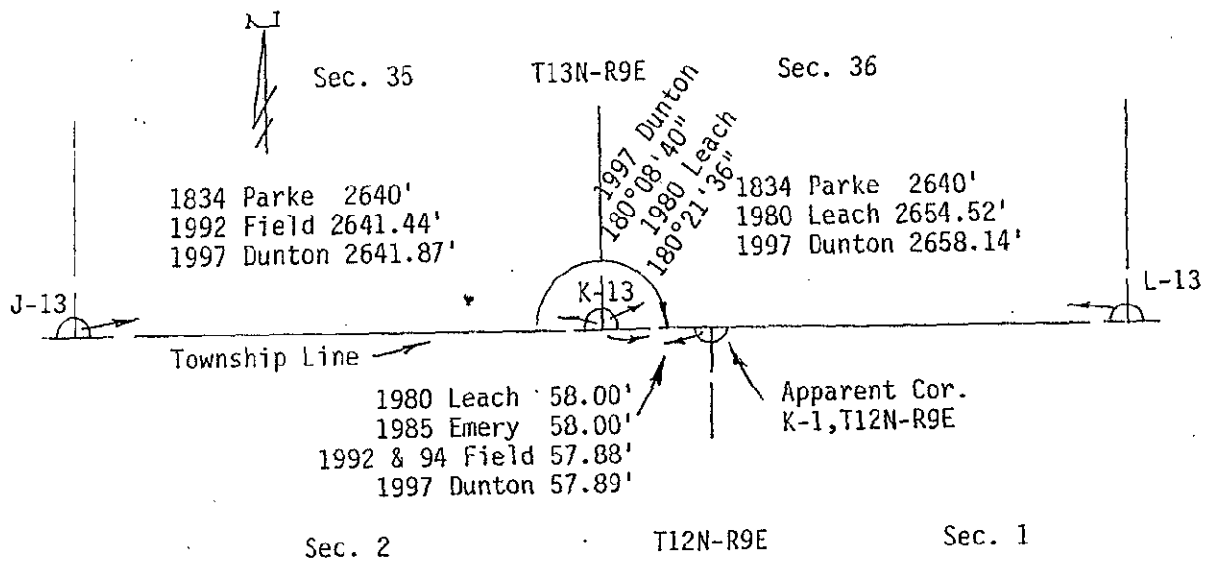 N
Sec. 35
T13N-R9E
Sec. 36
1997 Dunton
180°08'40"
1980 Leach
180°21'36"
1834 Parke 2640'
1992 Field 2641.44'
1997 Dunton 2641.87'
1834 Parke 2640'
1980 Leach 2654.52'
1997 Dunton 2658.14'
J-13
K-13
L-13
Township Line
1980 Leach 58.00'
1985 Emery 58.00'
1992 & 94 Field 57.88'
1997 Dunton 57.89'
Apparent Cor.
K-1,T12N-R9E
Sec. 2
T12N-R9E
Sec. 1